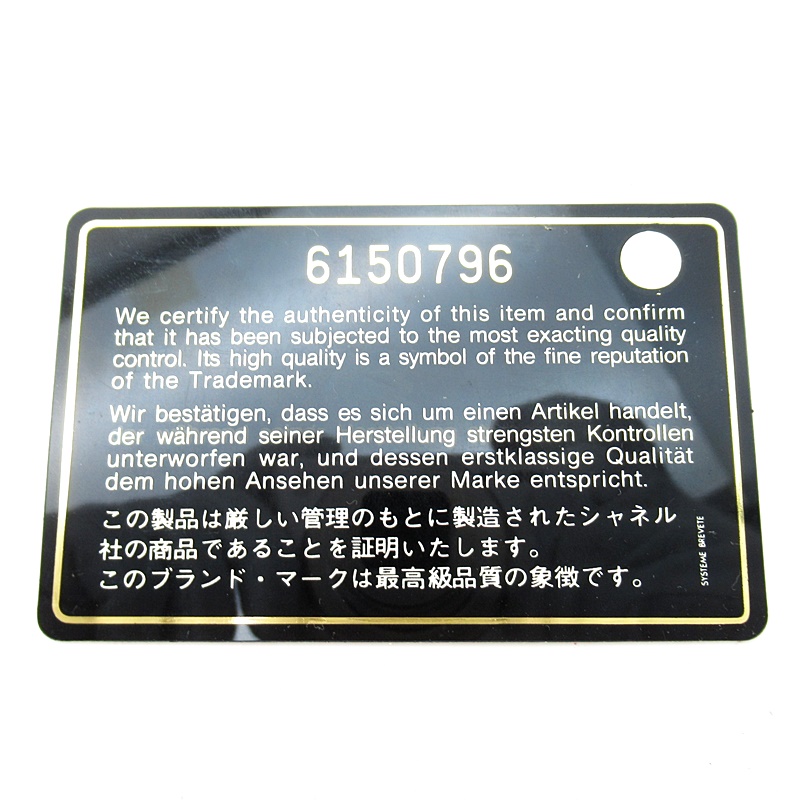 6150796
We certify the authenticity of this item and confirm
that it has been subjected to the most exacting quality
control. Its high quality is a symbol of the fine reputation
of the Trademark.
Wir bestätigen, dass es sich um einen Artikel handelt,
der während seiner Herstellung strengsten Kontrollen
unterworfen war, und dessen erstklassige Qualität
dem hohen Ansehen unserer Marke entspricht.
この製品は厳しい管理のもとに製造されたシャネル
社の商品であることを証明いたします。
このブランド・マークは最高級品質の象徴です。
SYSTEME BREVETE